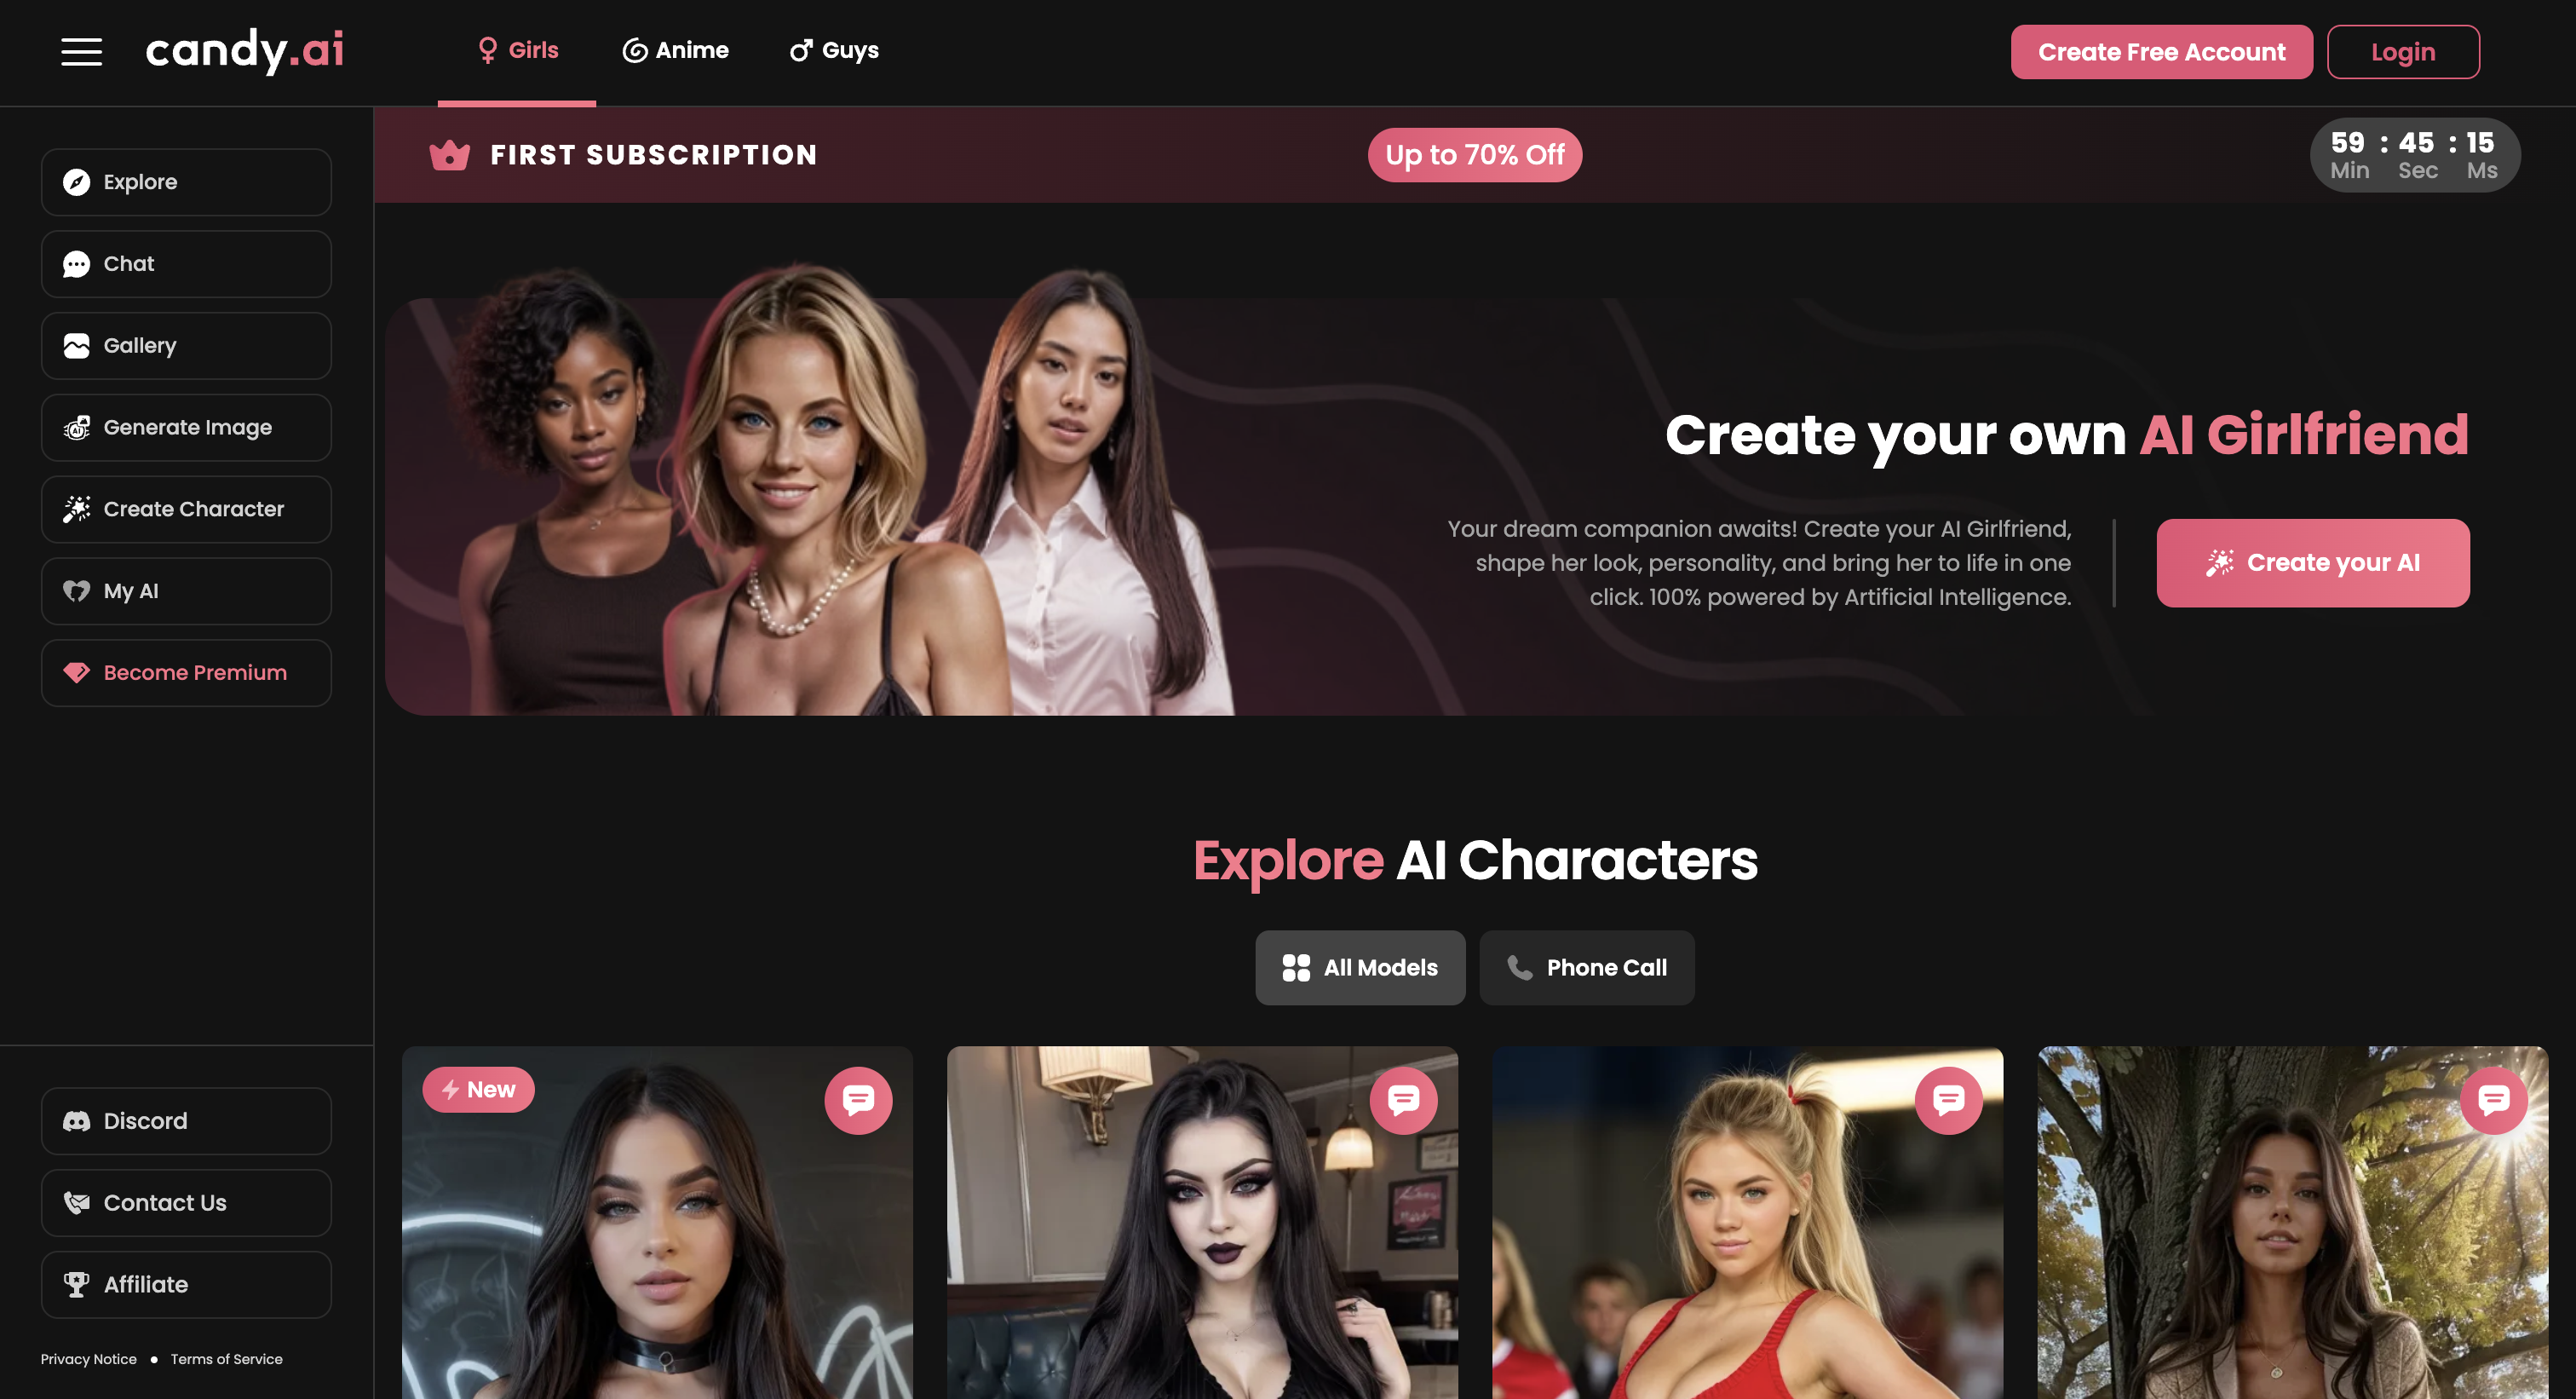 candy.ai
Girls
Anime
Guys
Create Free Account
Login
FIRST SUBSCRIPTION
Up to 70% Off
59 : 45 : 15
Min Sec Ms
Explore
Chat
Gallery
Generate Image
Create Character
My AI
Become Premium
Create your own AI Girlfriend
Your dream companion awaits! Create your AI Girlfriend,
shape her look, personality, and bring her to life in one
click. 100% powered by Artificial Intelligence.
Create your AI
Explore AI Characters
All Models
Phone Call
New
Discord
Contact Us
Affiliate
Privacy Notice • Terms of Service